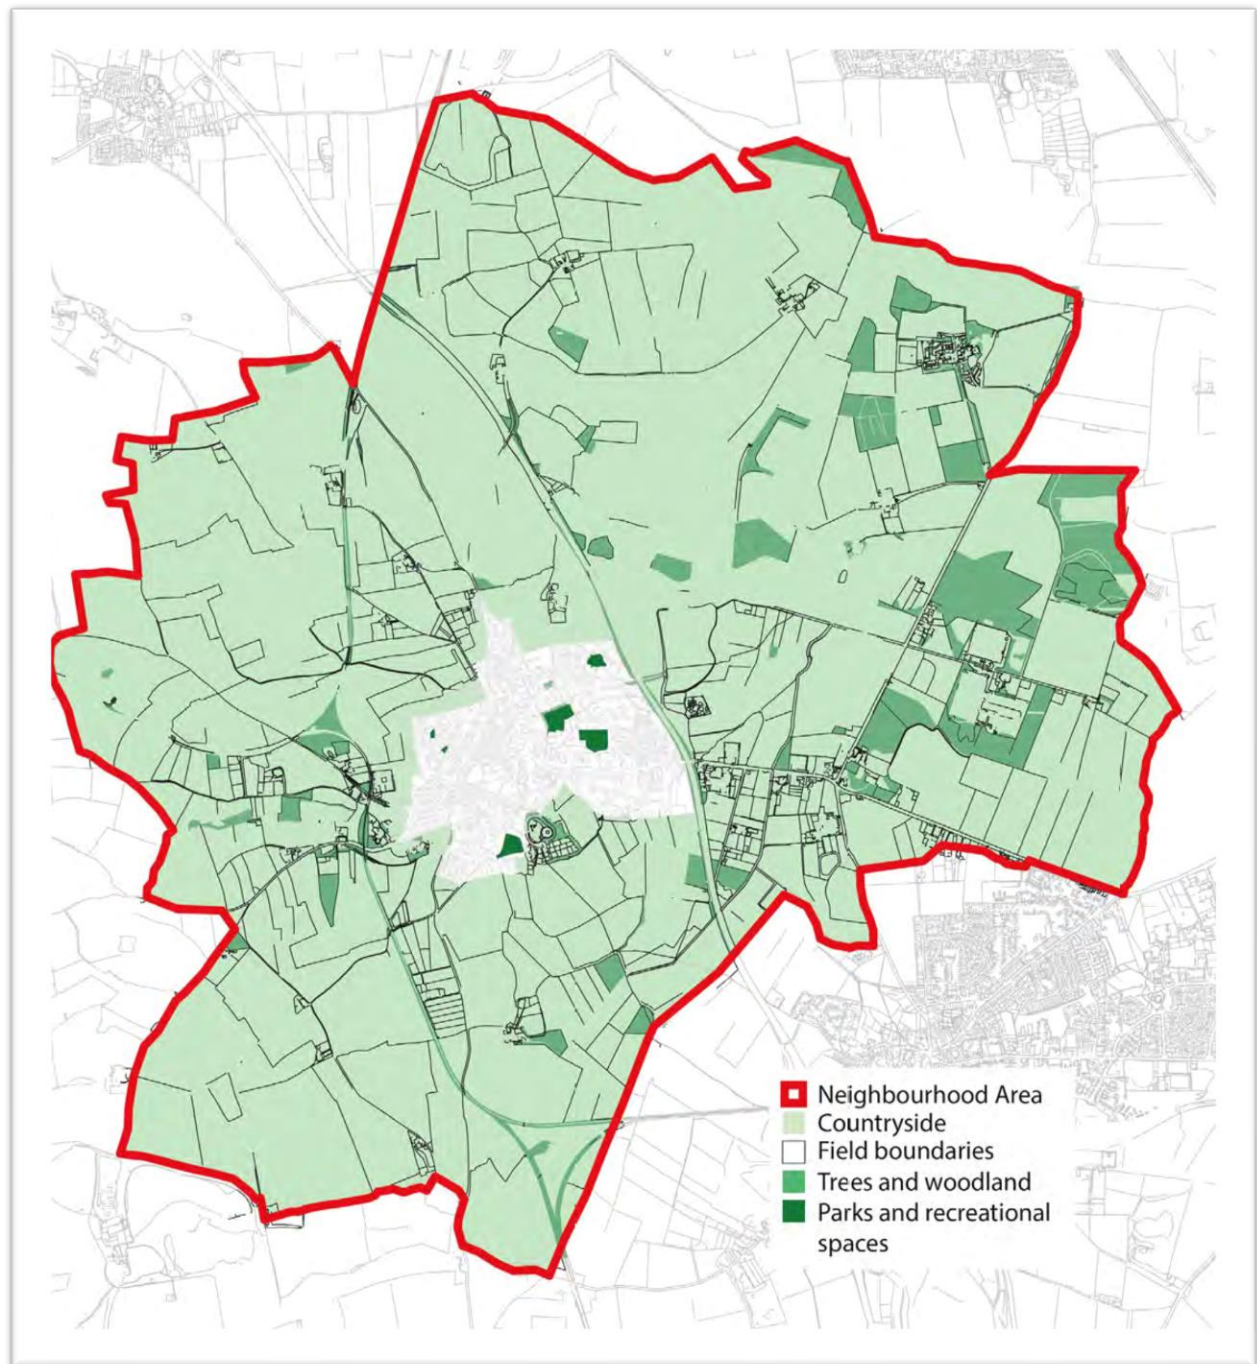 Neighbourhood Area
Countryside
Field boundaries
Trees and woodland
Parks and recreational
spaces